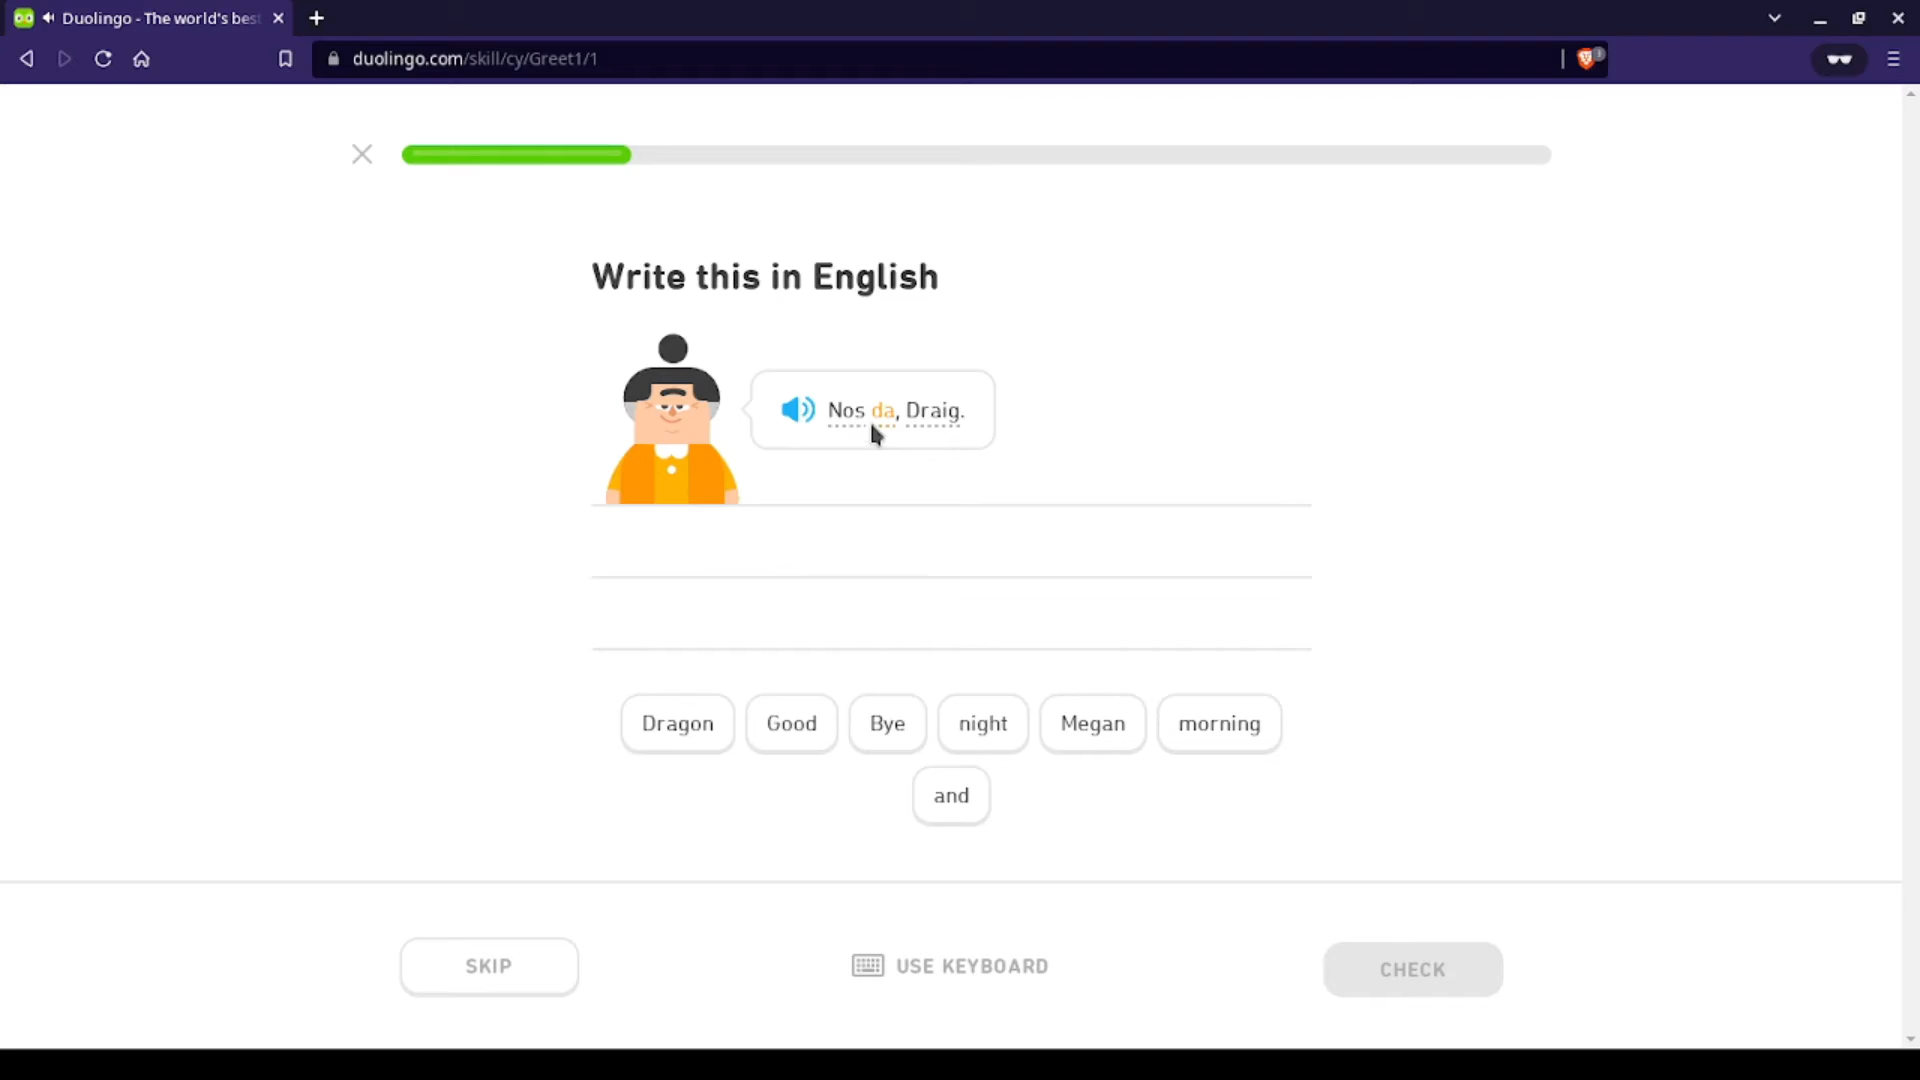 Duolingo - The world's best
duolingo.com/skill/cy/Greet1/1
Write this in English
Nos da, Draig.
Dragon
Good
Bye
night
Megan
morning
and
SKIP
USE KEYBOARD
CHECK